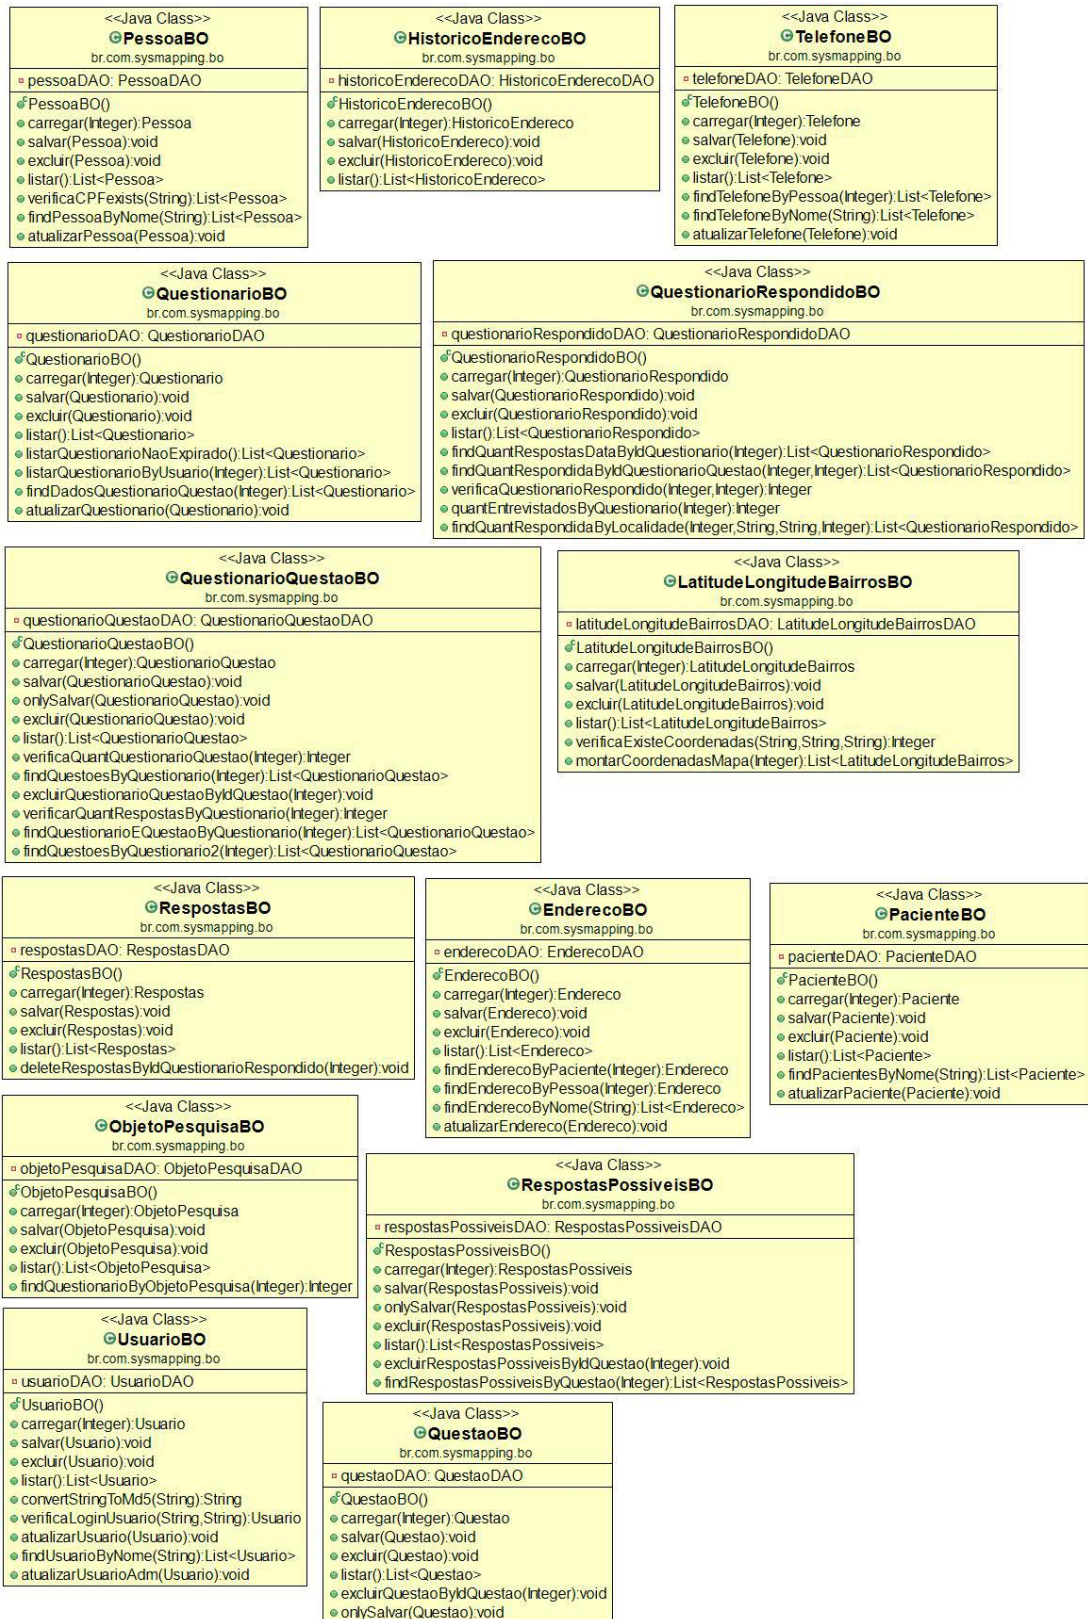 <<Java Class>>
PessoaBO
br.com.sysmapping.bo
pessoaDAO: PessoaDAO
PessoaBO()
carregar(Integer):Pessoa
salvar(Pessoa):void
excluir(Pessoa):void
listar():List<Pessoa>
verificaCPFexists(String):List<Pessoa>
findPessoaByNome(String):List<Pessoa>
atualizarPessoa(Pessoa):void
<<Java Class>>
HistoricoEnderecoBO
br.com.sysmapping.bo
historicoEnderecoDAO: HistoricoEnderecoDAO
HistoricoEnderecoBO()
carregar(Integer):HistoricoEndereco
salvar(HistoricoEndereco):void
excluir(HistoricoEndereco):void
listar():List<HistoricoEndereco>
<<Java Class>>
TelefoneBO
br.com.sysmapping.bo
telefoneDAO: TelefoneDAO
TelefoneBO()
carregar(Integer):Telefone
salvar(Telefone):void
excluir(Telefone):void
listar():List<Telefone>
findTelefoneByPessoa(Integer):List<Telefone>
findTelefoneByNome(String):List<Telefone>
atualizarTelefone(Telefone):void
<<Java Class>>
QuestionarioBO
br.com.sysmapping.bo
questionarioDAO: QuestionarioDAO
QuestionarioBO()
carregar(Integer):Questionario
salvar(Questionario):void
excluir(Questionario):void
listar():List<Questionario>
listarQuestionarioNaoExpirado():List<Questionario>
listarQuestionarioByUsuario(Integer):List<Questionario>
findDadosQuestionarioQuestao(Integer):List<Questionario>
atualizarQuestionario(Questionario):void
<<Java Class>>
QuestionarioRespondidoBO
br.com.sysmapping.bo
questionarioRespondidoDAO: QuestionarioRespondidoDAO
QuestionarioRespondidoBO()
carregar(Integer):QuestionarioRespondido
salvar(QuestionarioRespondido):void
excluir(QuestionarioRespondido):void
listar():List<QuestionarioRespondido>
findQuantRespostasDataByIdQuestionario(Integer):List<QuestionarioRespondido>
findQuantRespondidaByIdQuestionarioQuestao(Integer,Integer):List<QuestionarioRespondido>
verificaQuestionarioRespondido(Integer,Integer):Integer
quantEntrevistadosByQuestionario(Integer):Integer
findQuantRespondidaByLocalidade(Integer,String,String,Integer):List<QuestionarioRespondido>
<<Java Class>>
QuestionarioQuestaoBO
br.com.sysmapping.bo
questionarioQuestaoDAO: QuestionarioQuestaoDAO
QuestionarioQuestaoBO()
carregar(Integer):QuestionarioQuestao
salvar(QuestionarioQuestao):void
onlySalvar(QuestionarioQuestao):void
excluir(QuestionarioQuestao):void
listar():List<QuestionarioQuestao>
verificaQuantQuestionarioQuestao(Integer):Integer
findQuestoesByQuestionario(Integer):List<QuestionarioQuestao>
excluirQuestionarioQuestaoByIdQuestao(Integer):void
verificarQuantRespostasByQuestionario(Integer):Integer
findQuestionarioEQuestaoByQuestionario(Integer):List<QuestionarioQuestao>
findQuestoesByQuestionario2(Integer):List<QuestionarioQuestao>
<<Java Class>>
LatitudeLongitudeBairrosBO
br.com.sysmapping.bo
latitudeLongitudeBairrosDAO: LatitudeLongitudeBairrosDAO
LatitudeLongitudeBairrosBO()
carregar(Integer):LatitudeLongitudeBairros
salvar(LatitudeLongitudeBairros):void
excluir(LatitudeLongitudeBairros):void
listar():List<LatitudeLongitudeBairros>
verificaExisteCoordenadas(String,String,String):Integer
montarCoordenadasMapa(Integer):List<LatitudeLongitudeBairros>
<<Java Class>>
RespostasBO
br.com.sysmapping.bo
respostasDAO: RespostasDAO
RespostasBO()
carregar(Integer):Respostas
salvar(Respostas):void
excluir(Respostas):void
listar():List<Respostas>
deleteRespostasByIdQuestionarioRespondido(Integer):void
<<Java Class>>
EnderecoBO
br.com.sysmapping.bo
enderecoDAO: EnderecoDAO
EnderecoBO()
carregar(Integer):Endereco
salvar(Endereco):void
excluir(Endereco):void
listar():List<Endereco>
findEnderecoByPaciente(Integer):Endereco
findEnderecoByPessoa(Integer):Endereco
findEnderecoByNome(String):List<Endereco>
atualizarEndereco(Endereco):void
<<Java Class>>
PacienteBO
br.com.sysmapping.bo
pacienteDAO: PacienteDAO
PacienteBO()
carregar(Integer):Paciente
salvar(Paciente):void
excluir(Paciente):void
listar():List<Paciente>
findPacientesByNome(String):List<Paciente>
atualizarPaciente(Paciente):void
<<Java Class>>
ObjetoPesquisaBO
br.com.sysmapping.bo
objetoPesquisaDAO: ObjetoPesquisaDAO
ObjetoPesquisaBO()
carregar(Integer):ObjetoPesquisa
salvar(ObjetoPesquisa):void
excluir(ObjetoPesquisa):void
listar():List<ObjetoPesquisa>
findQuestionarioByObjetoPesquisa(Integer):Integer
<<Java Class>>
RespostasPossiveisBO
br.com.sysmapping.bo
respostasPossiveisDAO: RespostasPossiveisDAO
RespostasPossiveisBO()
carregar(Integer):RespostasPossiveis
salvar(RespostasPossiveis):void
onlySalvar(RespostasPossiveis):void
excluir(RespostasPossiveis):void
listar():List<RespostasPossiveis>
excluirRespostasPossiveisByIdQuestao(Integer):void
findRespostasPossiveisByQuestao(Integer):List<RespostasPossiveis>
<<Java Class>>
UsuarioBO
br.com.sysmapping.bo
usuarioDAO: UsuarioDAO
UsuarioBO()
carregar(Integer):Usuario
salvar(Usuario):void
excluir(Usuario):void
listar():List<Usuario>
convertStringToMd5(String):String
verificaLoginUsuario(String,String):Usuario
atualizarUsuario(Usuario):void
findUsuarioByNome(String):List<Usuario>
atualizarUsuarioAdm(Usuario):void
<<Java Class>>
QuestaoBO
br.com.sysmapping.bo
questaoDAO: QuestaoDAO
QuestaoBO()
carregar(Integer):Questao
salvar(Questao):void
excluir(Questao):void
listar():List<Questao>
excluirQuestaoByIdQuestao(Integer):void
onlySalvar(Questao):void